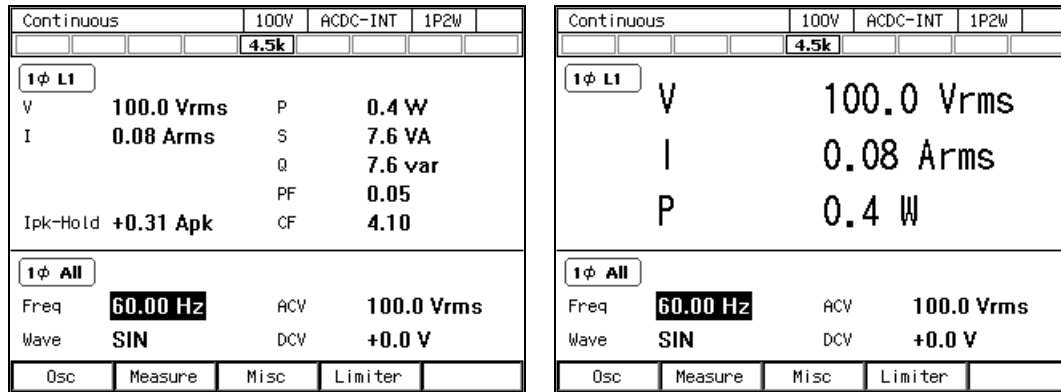 Continuous 100V ACDC-INT 1P2W
4.5k
1φ L1
V 100.0 Vrms P 0.4 W
I 0.08 Arms S 7.6 VA
Q 7.6 var
PF 0.05
Ipk-Hold +0.31 Apk CF 4.10
1φ All
Freq 60.00 Hz ACV 100.0 Vrms
Wave SIN DCV +0.0 V
Osc Measure Misc Limiter
Continuous 100V ACDC-INT 1P2W
4.5k
1φ L1
V 100.0 Vrms
I 0.08 Arms
P 0.4 W
1φ All
Freq 60.00 Hz ACV 100.0 Vrms
Wave SIN DCV +0.0 V
Osc Measure Misc Limiter